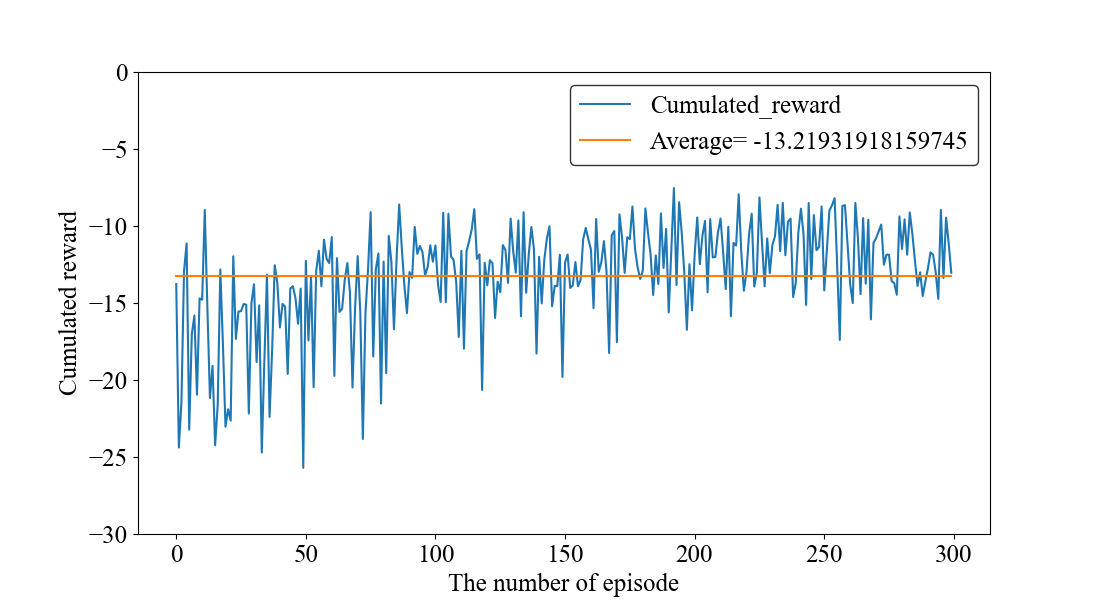 0
−5
−10
−15
−20
−25
−30
Cumulated reward
Cumulated_reward
Average= -13.21931918159745
0 50 100 150 200 250 300
The number of episode